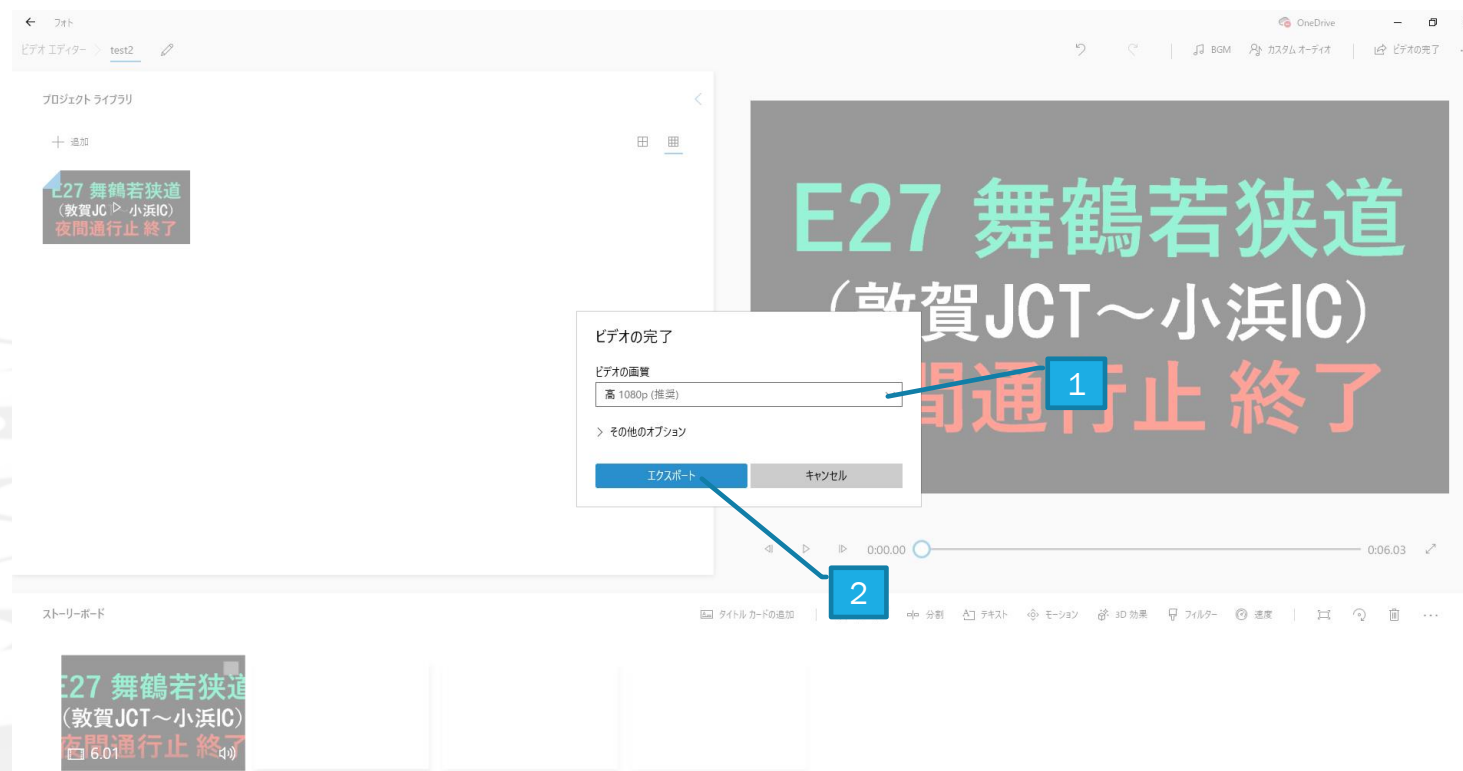 フォト
OneDrive
ビデオ エディター
test2
BGM
カスタム オーディオ
ビデオの完了
プロジェクト ライブラリ
追加
E27 舞鶴若狭道
(敦賀JC 小浜IC)
夜間通行止 終了
E27 舞鶴若狭道
(敦賀JCT～小浜IC)
間通行止 終了
ビデオの完了
ビデオの画質
高 1080p (推奨)
その他のオプション
エクスポート
キャンセル
1
2
0:00.00
0:06.03
ストーリーボード
タイトル カードの追加
分割
テキスト
モーション
3D 効果
フィルター
速度
E27 舞鶴若狭道
(敦賀JCT～小浜IC)
夜間通行止 終了
6.01